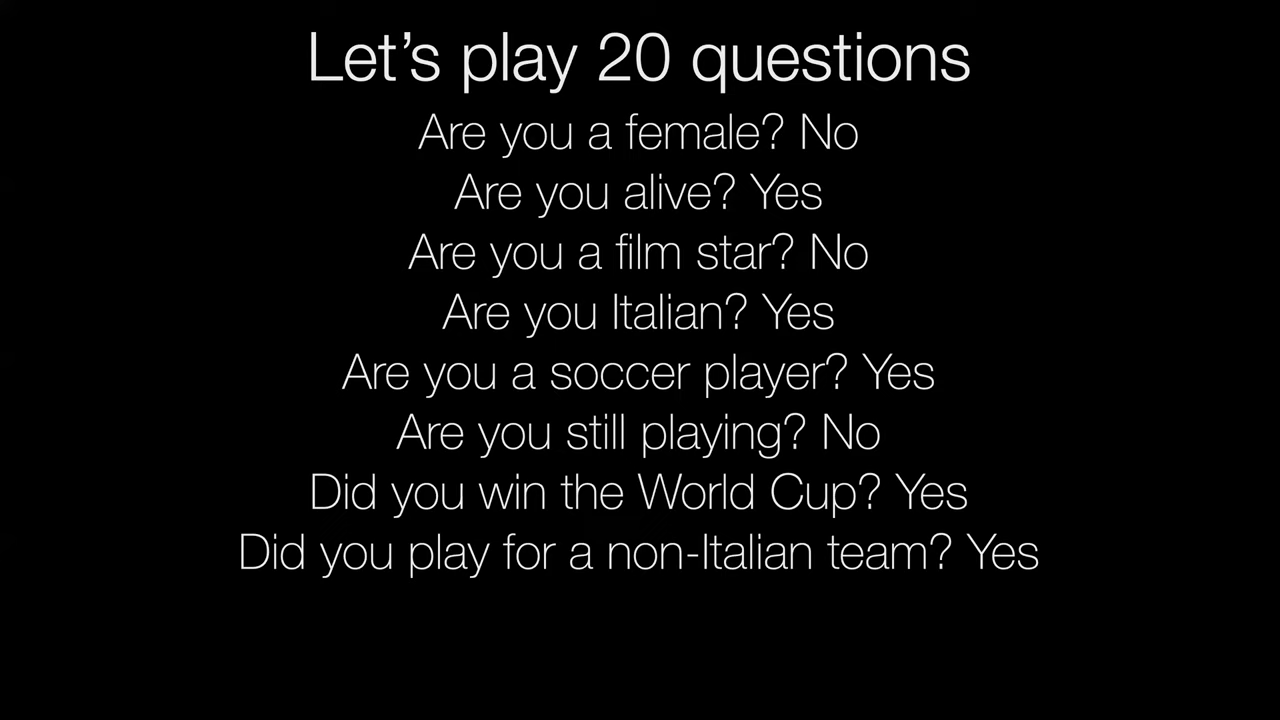 Let’s play 20 questions
Are you a female? No
Are you alive? Yes
Are you a film star? No
Are you Italian? Yes
Are you a soccer player? Yes
Are you still playing? No
Did you win the World Cup? Yes
Did you play for a non-Italian team? Yes